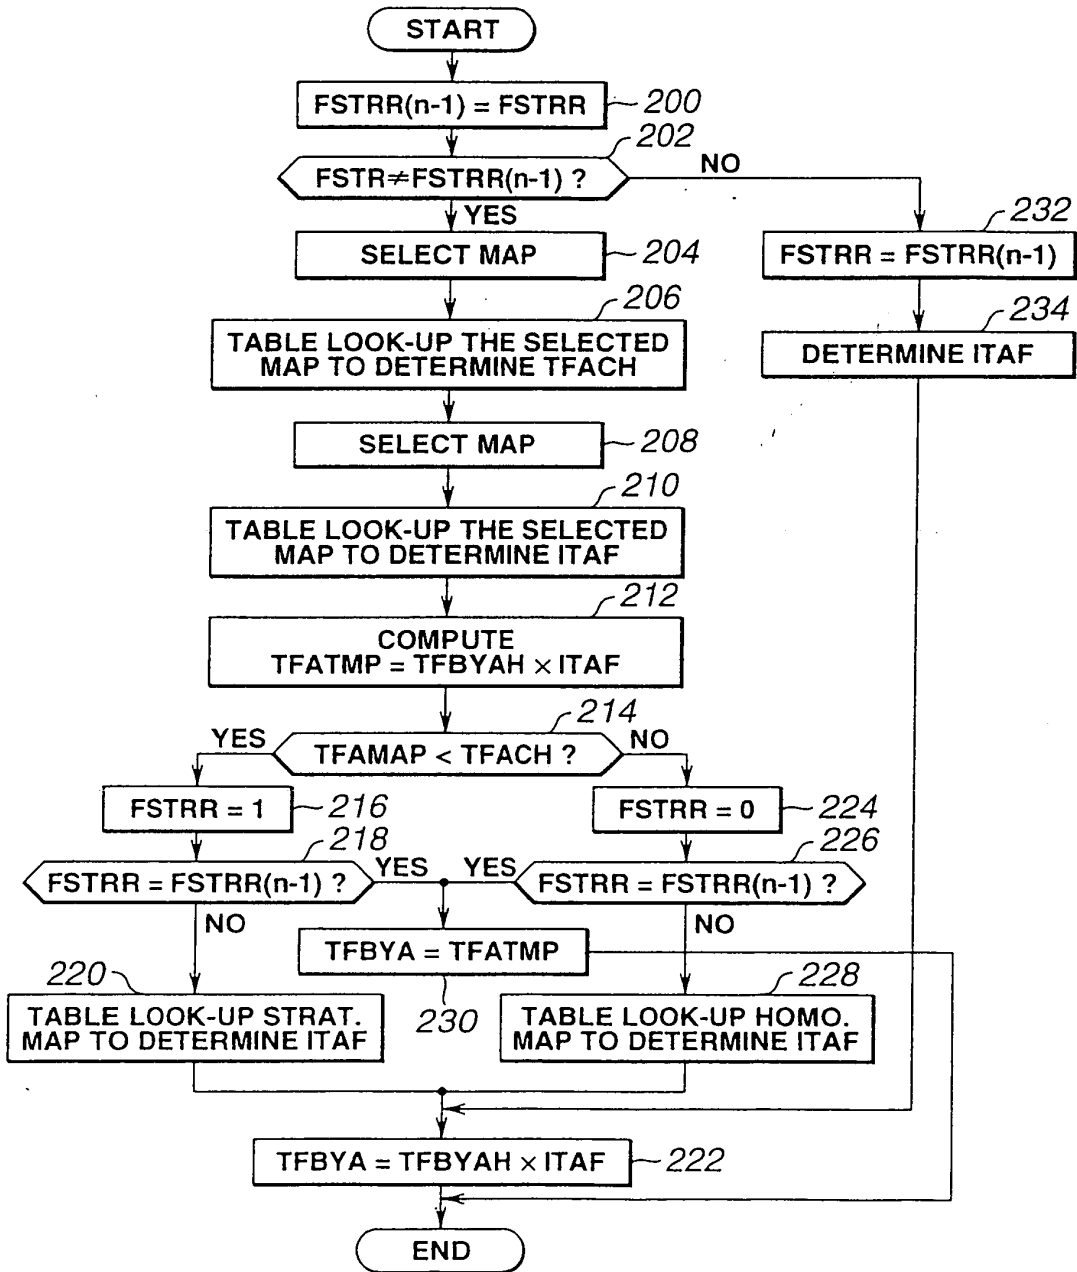 START
FSTRR(n-1) = FSTRR
200
202
FSTR≠FSTRR(n-1) ?
NO
YES
232
SELECT MAP
204
FSTRR = FSTRR(n-1)
206
234
TABLE LOOK-UP THE SELECTED
MAP TO DETERMINE TFACH
DETERMINE ITAF
SELECT MAP
208
210
TABLE LOOK-UP THE SELECTED
MAP TO DETERMINE ITAF
212
COMPUTE
TFATMP = TFBYAH × ITAF
214
YES
TFAMAP < TFACH ?
NO
FSTRR = 1
216
FSTRR = 0
224
218
226
FSTRR = FSTRR(n-1) ?
YES
YES
FSTRR = FSTRR(n-1) ?
NO
NO
TFBYA = TFATMP
230
220
228
TABLE LOOK-UP STRAT.
MAP TO DETERMINE ITAF
TABLE LOOK-UP HOMO.
MAP TO DETERMINE ITAF
TFBYA = TFBYAH × ITAF
222
END